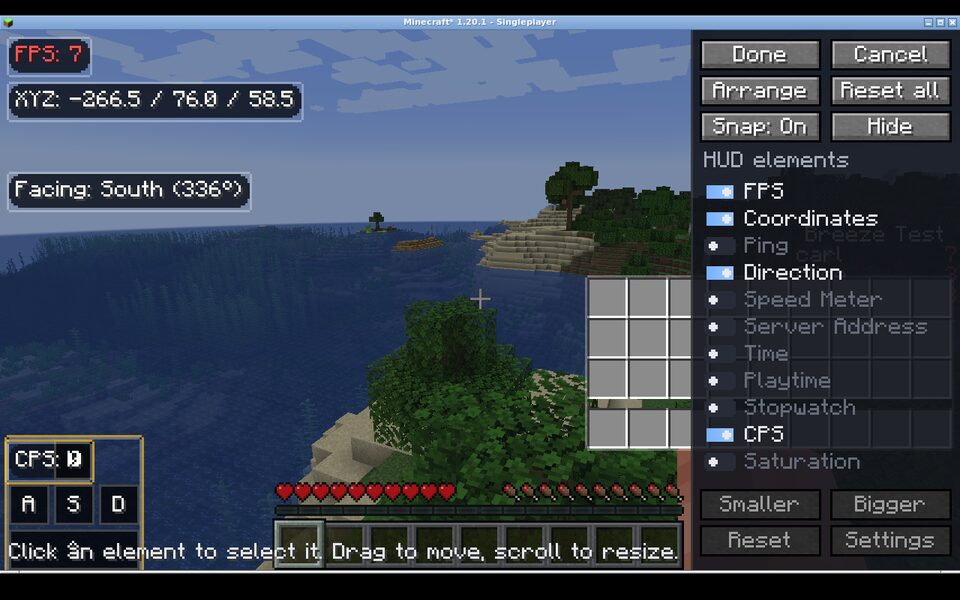 Minecraft* 1.20.1 - Singleplayer
FPS: 7
XYZ: -266.5 / 76.0 / 58.5
Facing: South (336°)
Done
Cancel
Arrange
Reset all
Snap: On
Hide
HUD elements
FPS
Coordinates
Breeze Test
Ping
carl
Direction
Speed Meter
Server Address
Time
Playtime
Stopwatch
CPS
Saturation
CPS:
A S D
Smaller
Bigger
Reset
Settings
Click an element to select it. Drag to move, scroll to resize.